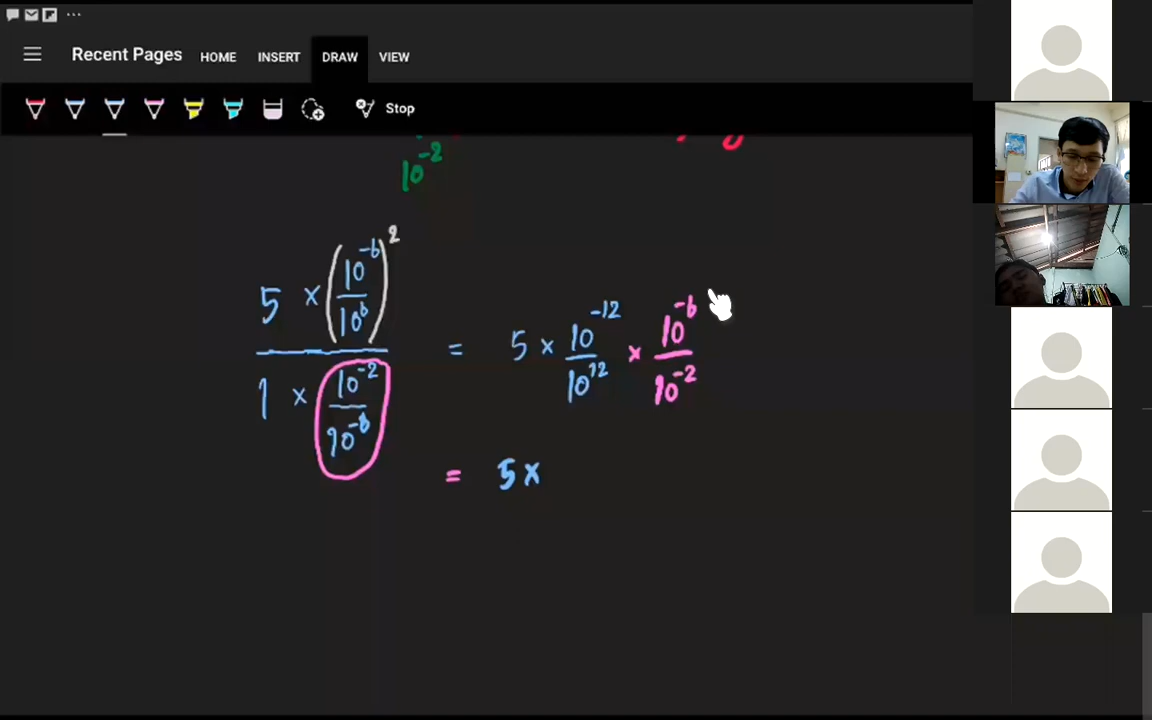 Recent Pages HOME INSERT DRAW VIEW
Stop
10^-2
5 × (10^-6 / 10^6)^2
1 × 10^-2 / 10^-6
= 5 × 10^-12 / 10^12 × 10^-6 / 10^-2
= 5 ×